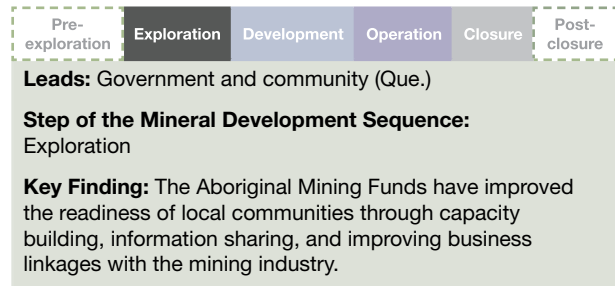 Pre-
exploration
Exploration
Development
Operation
Closure
Post-
closure
Leads: Government and community (Que.)
Step of the Mineral Development Sequence:
Exploration
Key Finding: The Aboriginal Mining Funds have improved
the readiness of local communities through capacity
building, information sharing, and improving business
linkages with the mining industry.